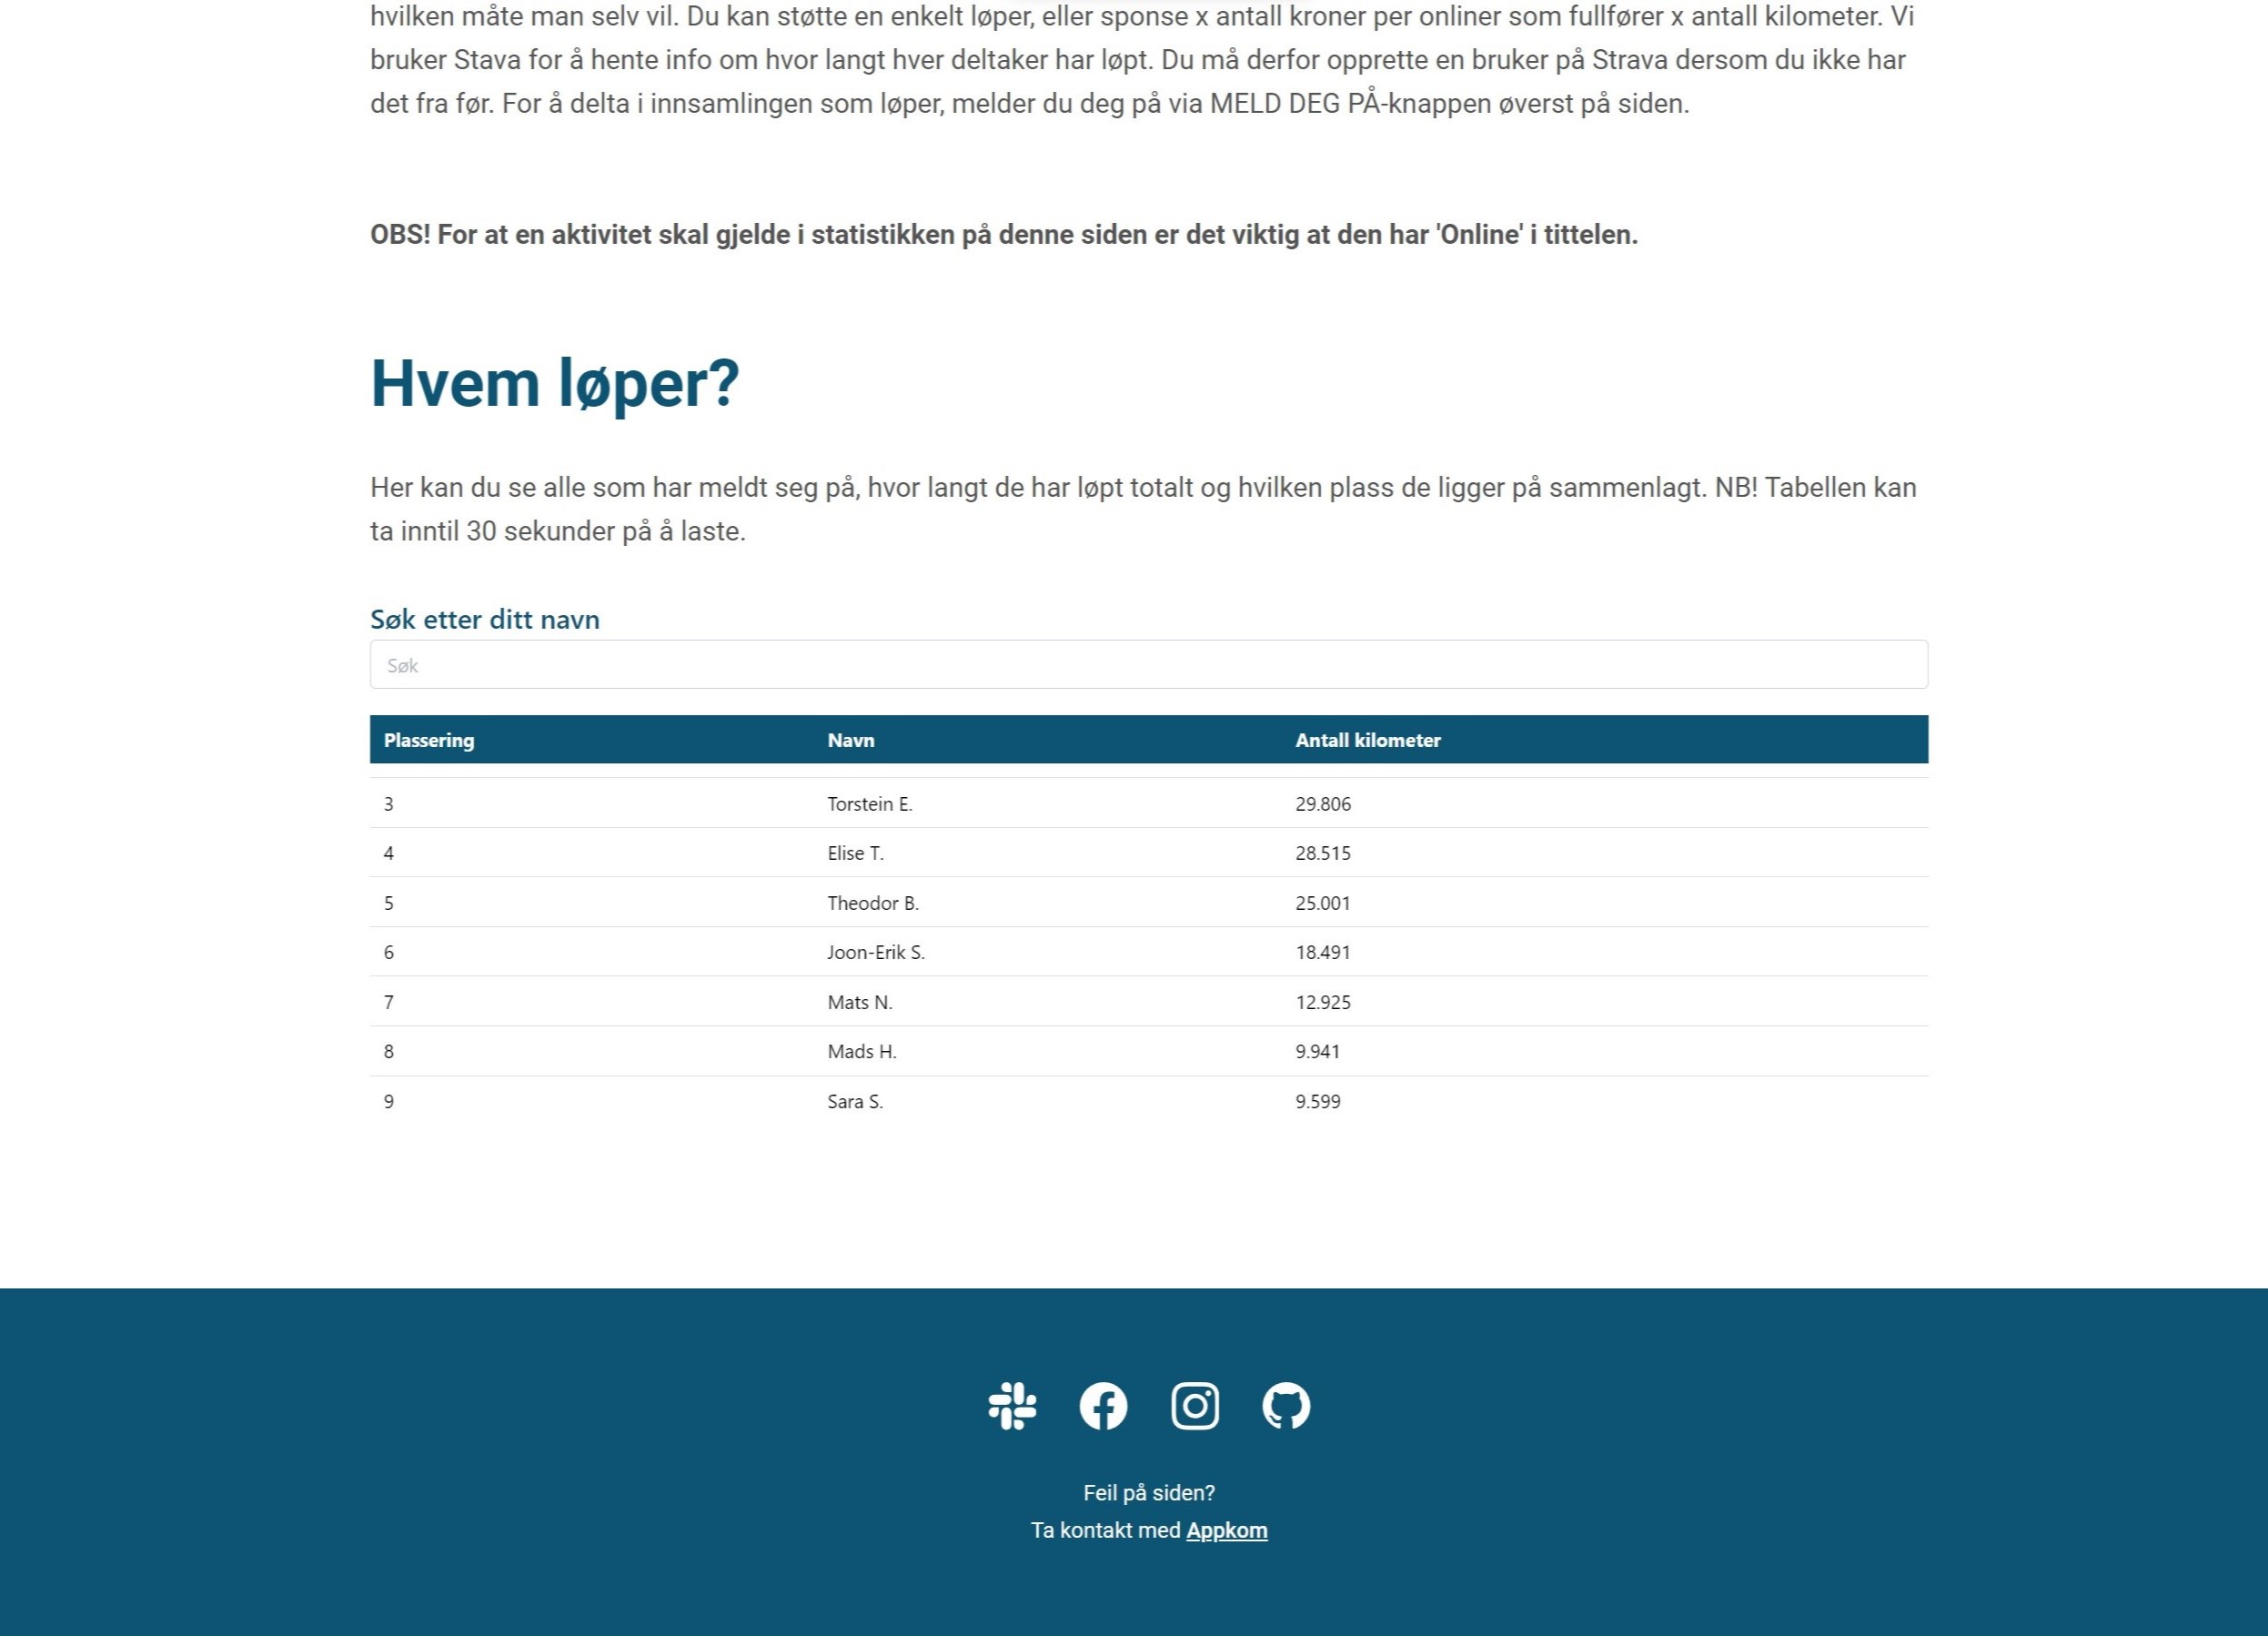 hvilken måte man selv vil. Du kan støtte en enkelt løper, eller sponse x antall kroner per onliner som fullfører x antall kilometer. Vi
bruker Stava for å hente info om hvor langt hver deltaker har løpt. Du må derfor opprette en bruker på Strava dersom du ikke har
det fra før. For å delta i innsamlingen som løper, melder du deg på via MELD DEG PÅ-knappen øverst på siden.
OBS! For at en aktivitet skal gjelde i statistikken på denne siden er det viktig at den har 'Online' i tittelen.
Hvem løper?
Her kan du se alle som har meldt seg på, hvor langt de har løpt totalt og hvilken plass de ligger på sammenlagt. NB! Tabellen kan
ta inntil 30 sekunder på å laste.
Søk etter ditt navn
Søk
Plassering Navn Antall kilometer
3 Torstein E. 29.806
4 Elise T. 28.515
5 Theodor B. 25.001
6 Joon-Erik S. 18.491
7 Mats N. 12.925
8 Mads H. 9.941
9 Sara S. 9.599
Feil på siden?
Ta kontakt med Appkom